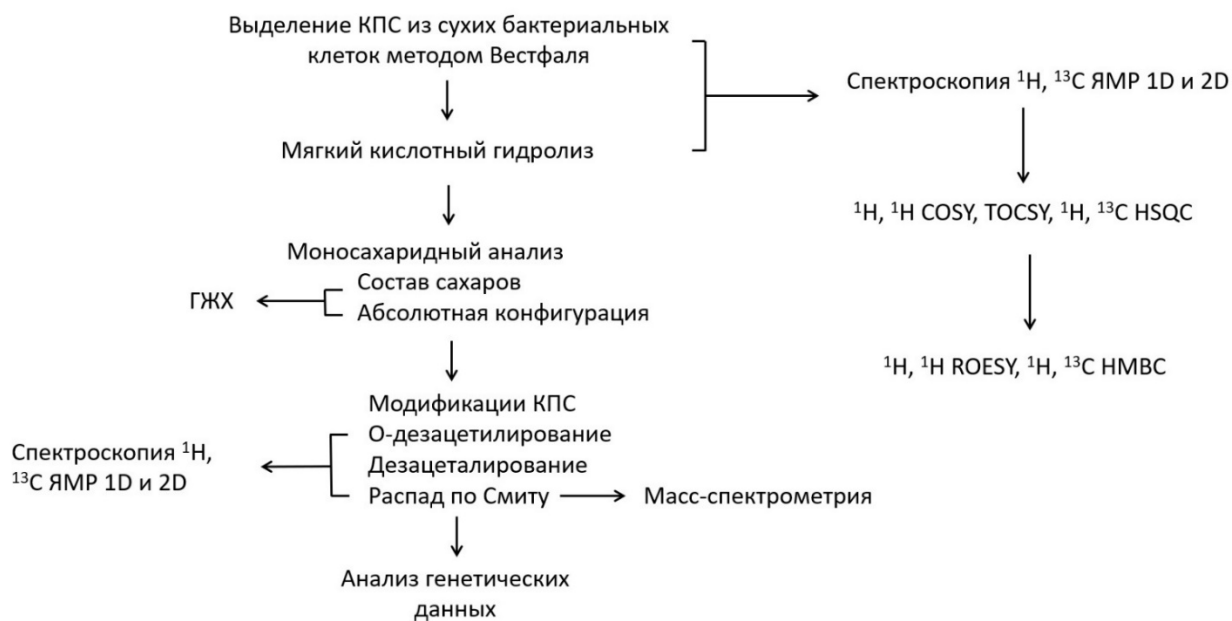 Выделение КПС из сухих бактериальных
клеток методом Вестфаля
Спектроскопия ¹H, ¹³C ЯМР 1D и 2D
Мягкий кислотный гидролиз
¹H, ¹H COSY, TOCSY, ¹H, ¹³C HSQC
Моносахаридный анализ
Состав сахаров
ГЖХ
Абсолютная конфигурация
¹H, ¹H ROESY, ¹H, ¹³C HMBC
Модификации КПС
О-дезацетилирование
Спектроскопия ¹H,
¹³C ЯМР 1D и 2D
Дезацеталирование
Распад по Смиту
Масс-спектрометрия
Анализ генетических
данных